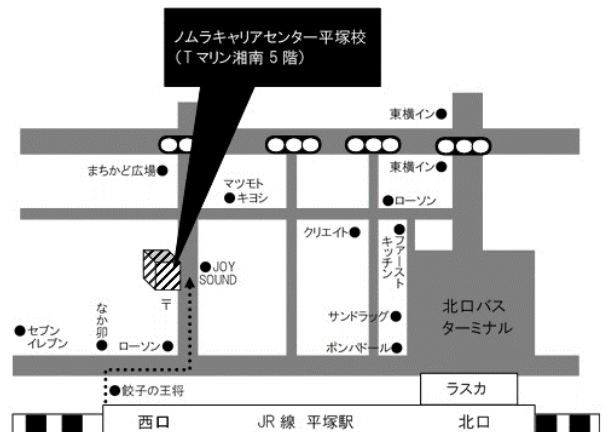 ノムラキャリアセンター平塚校
(Tマリン湘南5階)
東横イン
まちかど広場
東横イン
マツモト
キヨシ
ローソン
クリエイト
ファースト
キッチン
JOY
SOUND
〒
北口バス
ターミナル
なか卯
セブン
イレブン
ローソン
サンドラッグ
ポンパドール
餃子の王将
ラスカ
西口
JR線 平塚駅
北口